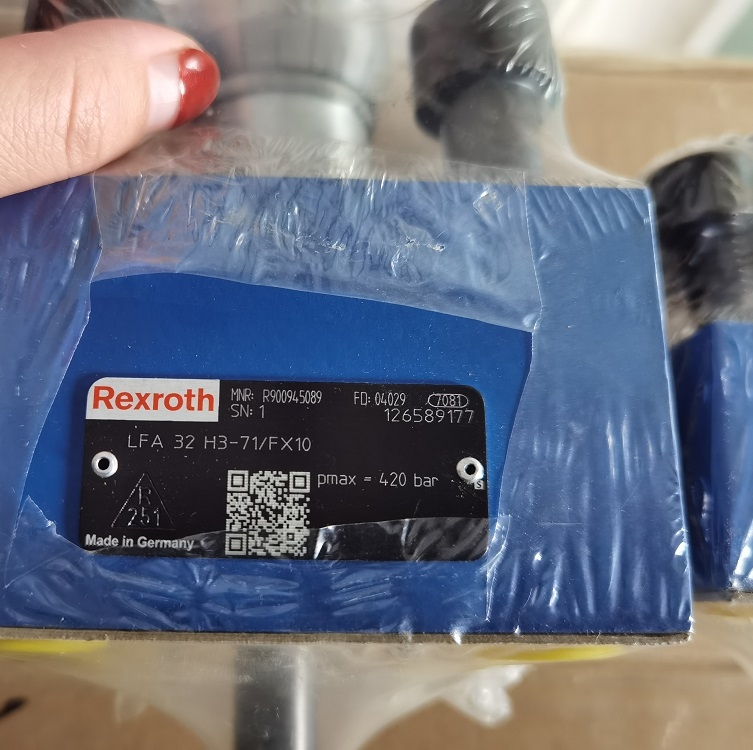 Rexroth
MNR: R900945089 FD: 04029 7081
SN: 1 126589177
LFA 32 H3-71/FX10
pmax = 420 bar
R
251
Made in Germany
S